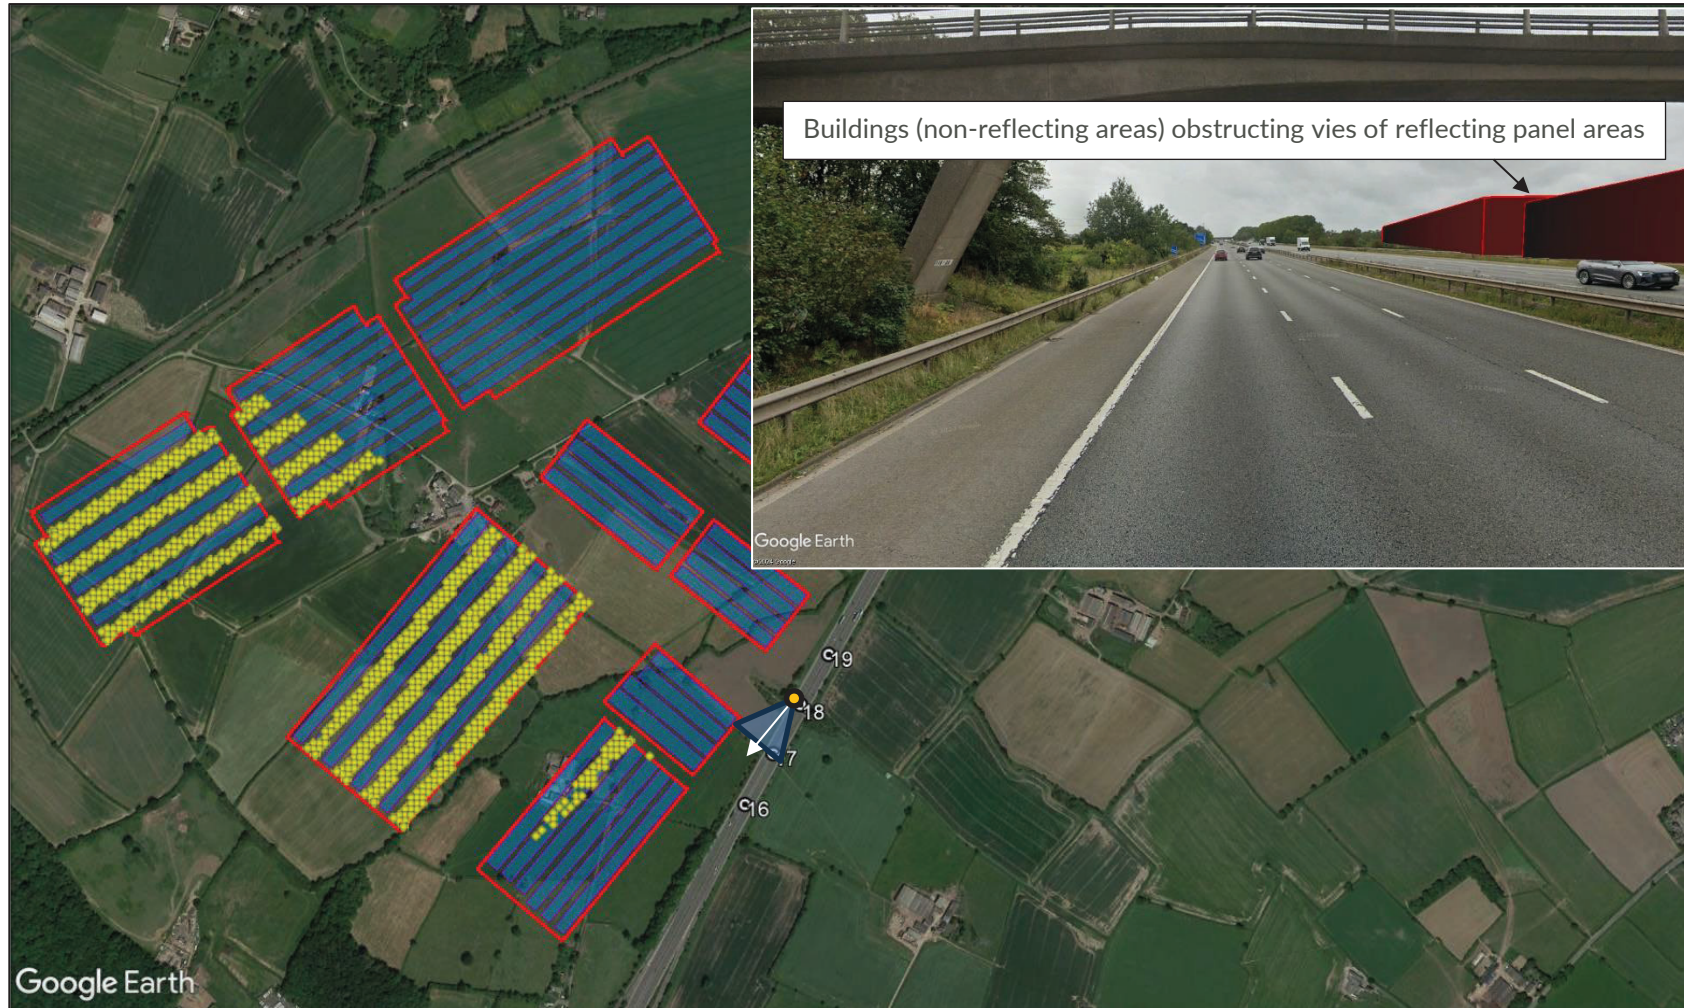 Buildings (non-reflecting areas) obstructing vies of reflecting panel areas
Google Earth
19
18
7
16
Google Earth